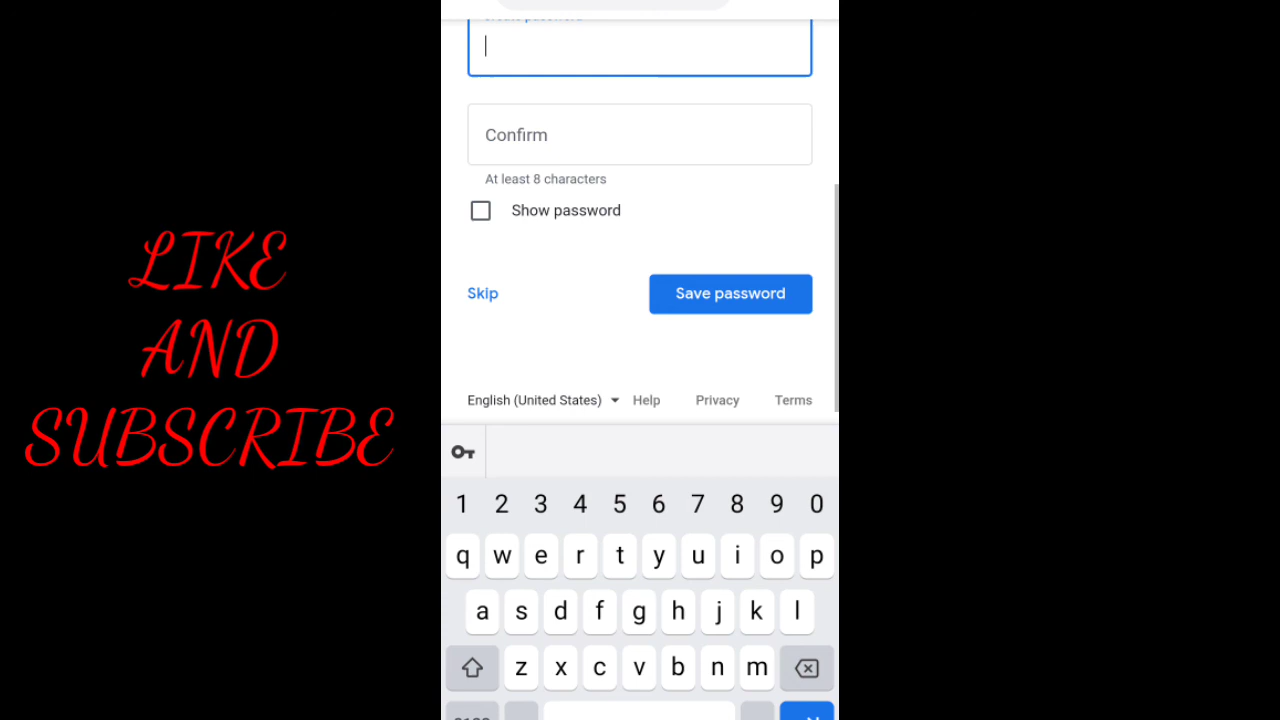 LIKE
AND
SUBSCRIBE
Confirm
At least 8 characters
Show password
Skip
Save password
English (United States)
Help
Privacy
Terms
1 2 3 4 5 6 7 8 9 0
q w e r t y u i o p
a s d f g h j k l
z x c v b n m